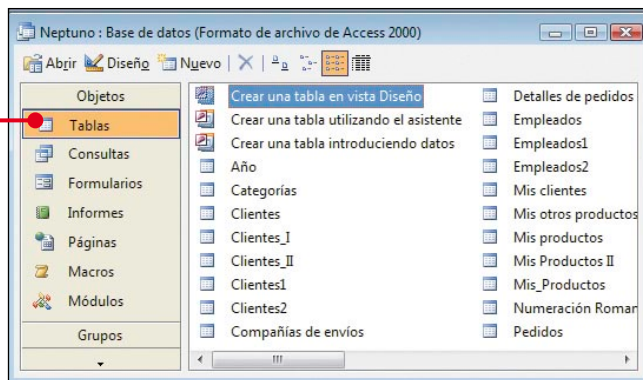 Neptuno : Base de datos (Formato de archivo de Access 2000)
Abrir Diseño Nuevo
Objetos
Tablas
Consultas
Formularios
Informes
Páginas
Macros
Módulos
Grupos
Crear una tabla en vista Diseño
Crear una tabla utilizando el asistente
Crear una tabla introduciendo datos
Año
Categorías
Clientes
Clientes_I
Clientes_II
Clientes1
Clientes2
Compañías de envíos
Detalles de pedidos
Empleados
Empleados1
Empleados2
Mis clientes
Mis otros productos
Mis productos
Mis Productos II
Mis_Productos
Numeración Roman
Pedidos